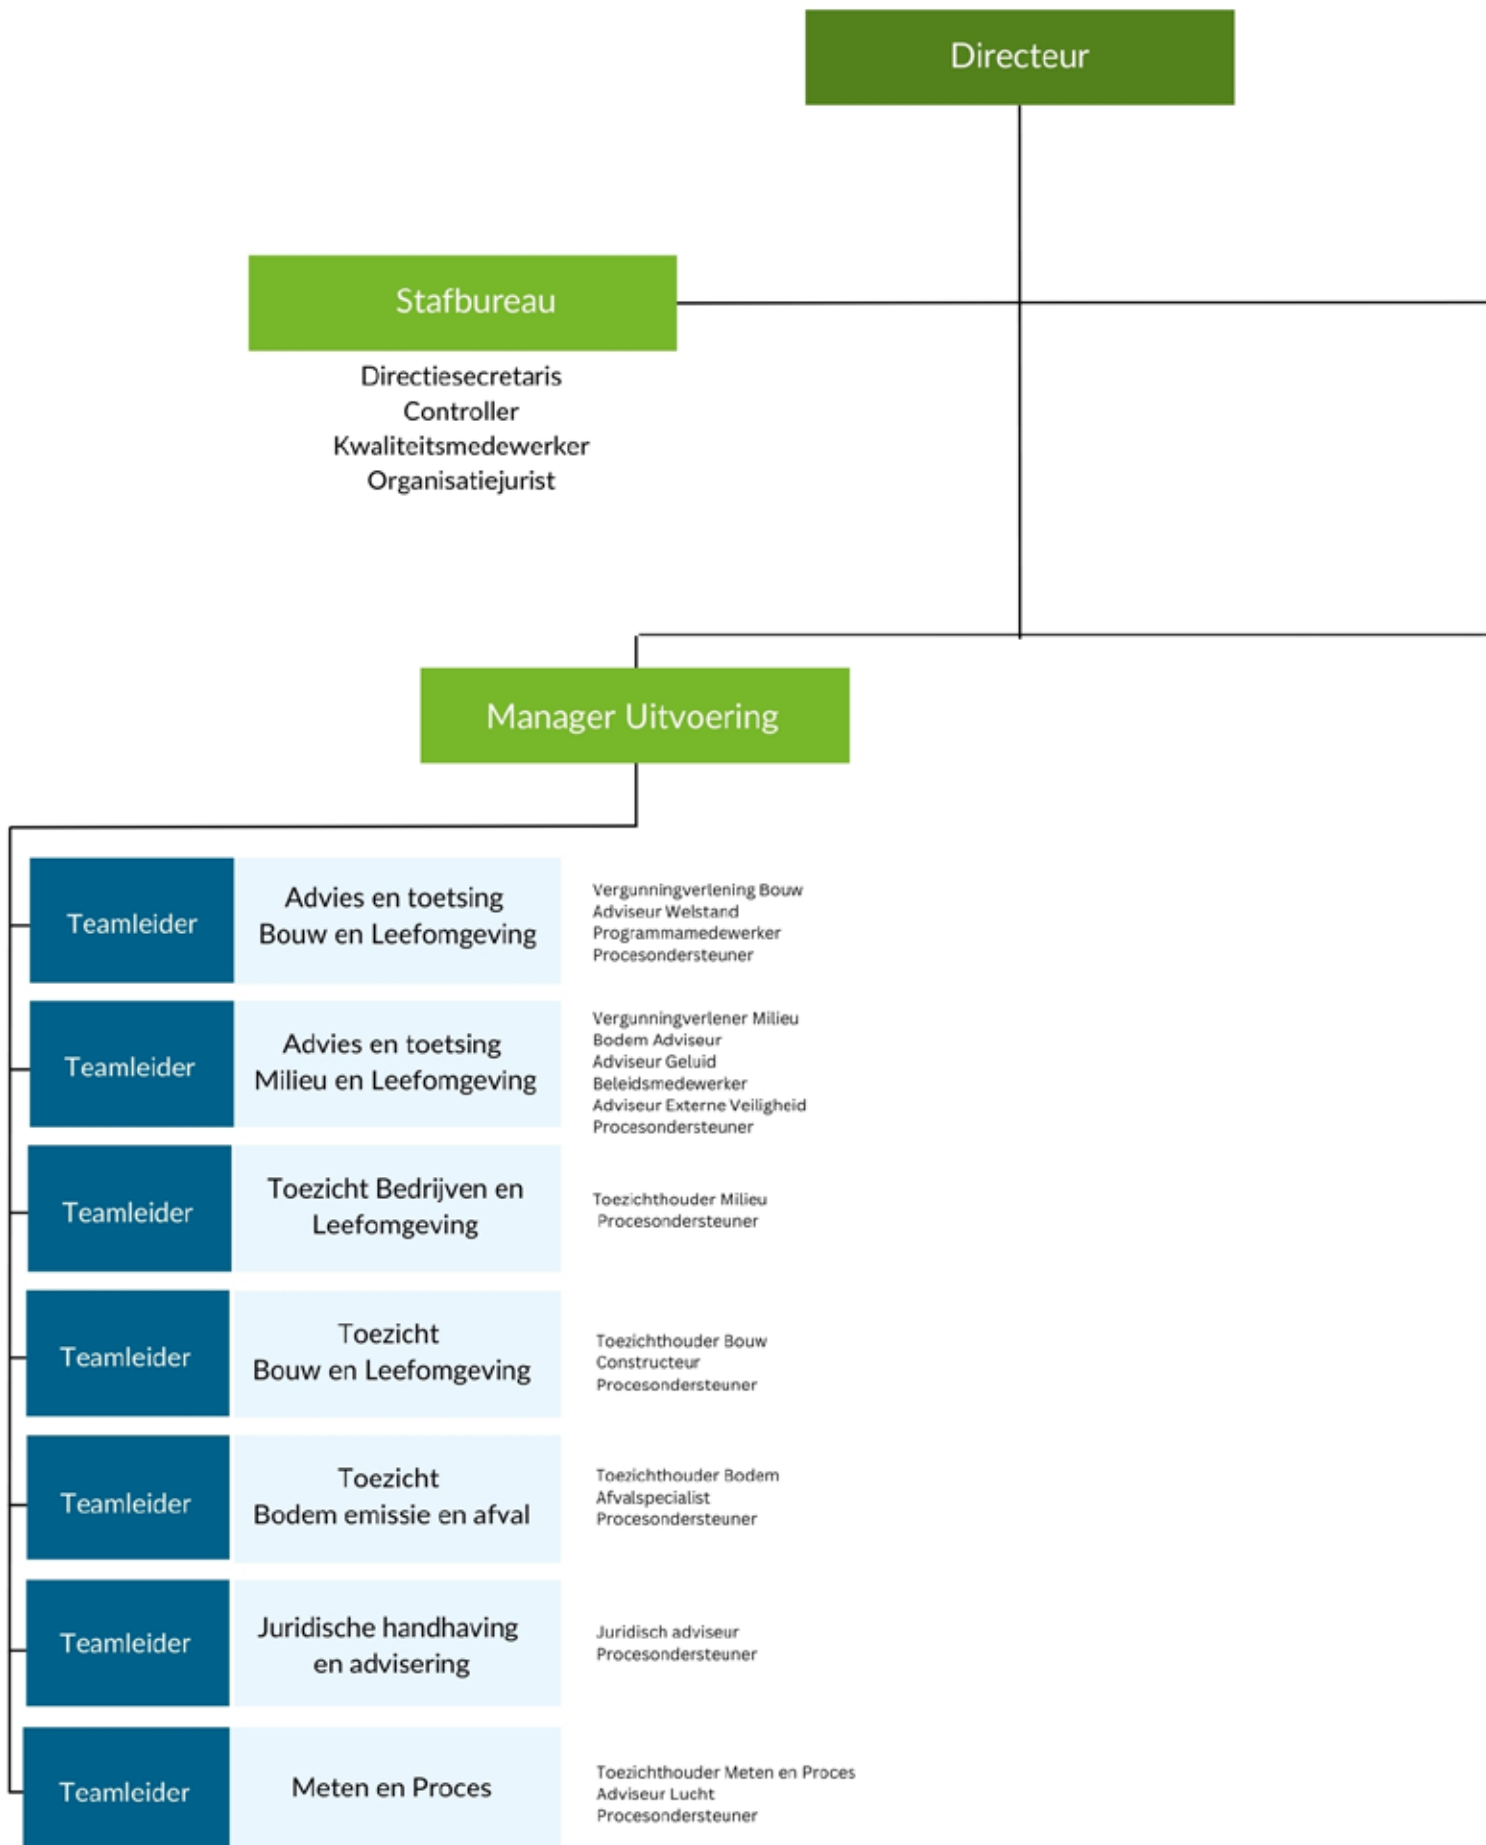 Directeur
Stafbureau
Directiesecretaris
Controller
Kwaliteitsmedewerker
Organisatiejurist
Manager Uitvoering
Teamleider
Advies en toetsing
Bouw en Leefomgeving
Vergunningverlening Bouw
Adviseur Welstand
Programmamedewerker
Procesondersteuner
Teamleider
Advies en toetsing
Milieu en Leefomgeving
Vergunningverlener Milieu
Bodem Adviseur
Adviseur Geluid
Beleidsmedewerker
Adviseur Externe Veiligheid
Procesondersteuner
Teamleider
Toezicht Bedrijven en
Leefomgeving
Toezichthouder Milieu
Procesondersteuner
Teamleider
Toezicht
Bouw en Leefomgeving
Toezichthouder Bouw
Constructeur
Procesondersteuner
Teamleider
Toezicht
Bodem emissie en afval
Toezichthouder Bodem
Afvalspecialist
Procesondersteuner
Teamleider
Juridische handhaving
en advisering
Juridisch adviseur
Procesondersteuner
Teamleider
Meten en Proces
Toezichthouder Meten en Proces
Adviseur Lucht
Procesondersteuner